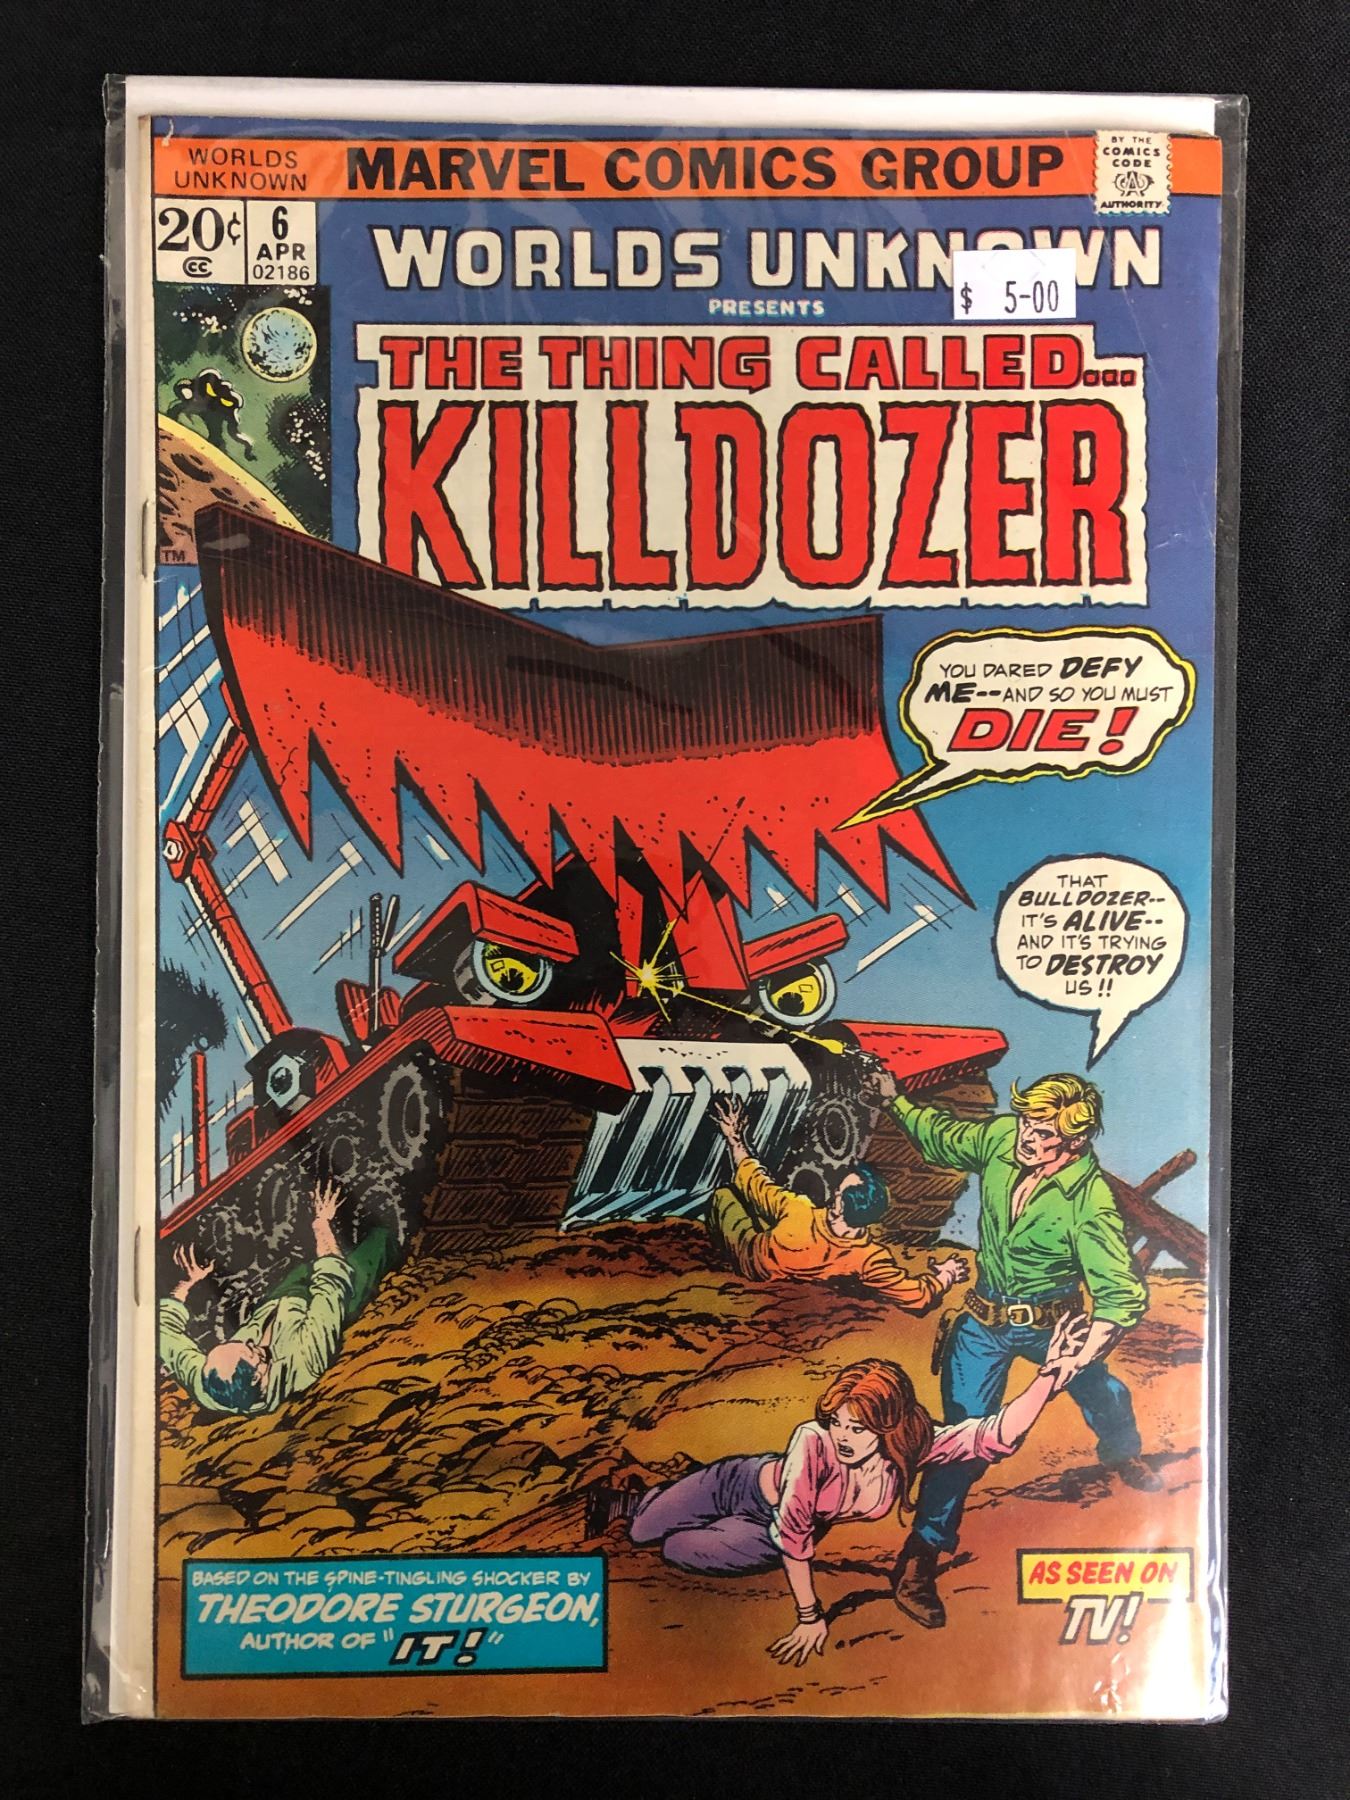 WORLDS
UNKNOWN
MARVEL COMICS GROUP
BY THE
COMICS
CODE
AUTHORITY
20¢
CC
6
APR
02186
WORLDS UNKNOWN
$ 5-00
PRESENTS
THE THING CALLED...
KILLDOZER
TM
YOU DARED DEFY
ME--AND SO YOU MUST
DIE!
THAT
BULLDOZER--
IT'S ALIVE--
AND IT'S TRYING
TO DESTROY
US!!
BASED ON THE SPINE-TINGLING SHOCKER BY
THEODORE STURGEON,
AUTHOR OF "IT!"
AS SEEN ON
TV!